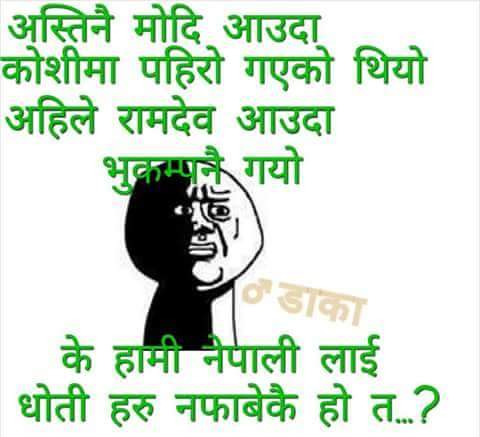 अस्तिनै मोदि आउदा
कोशीमा पहिरो गएको थियो
अहिले रामदेव आउदा
भुकम्पनै गयो
♂डाका
के हामी नेपाली लाई
धोती हरु नफाबेकै हो त...?